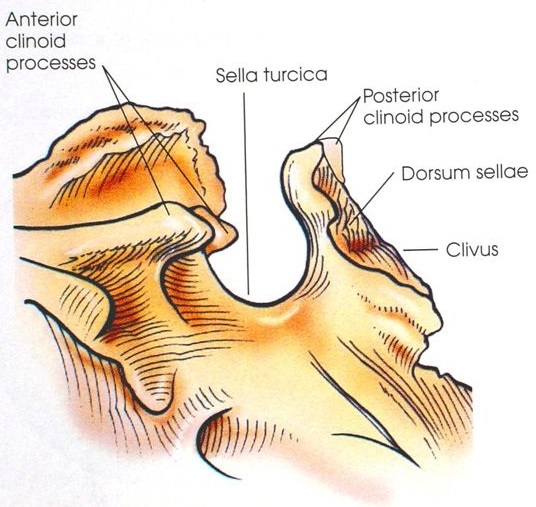 Anterior
clinoid
processes
Sella turcica
Posterior
clinoid processes
Dorsum sellae
Clivus